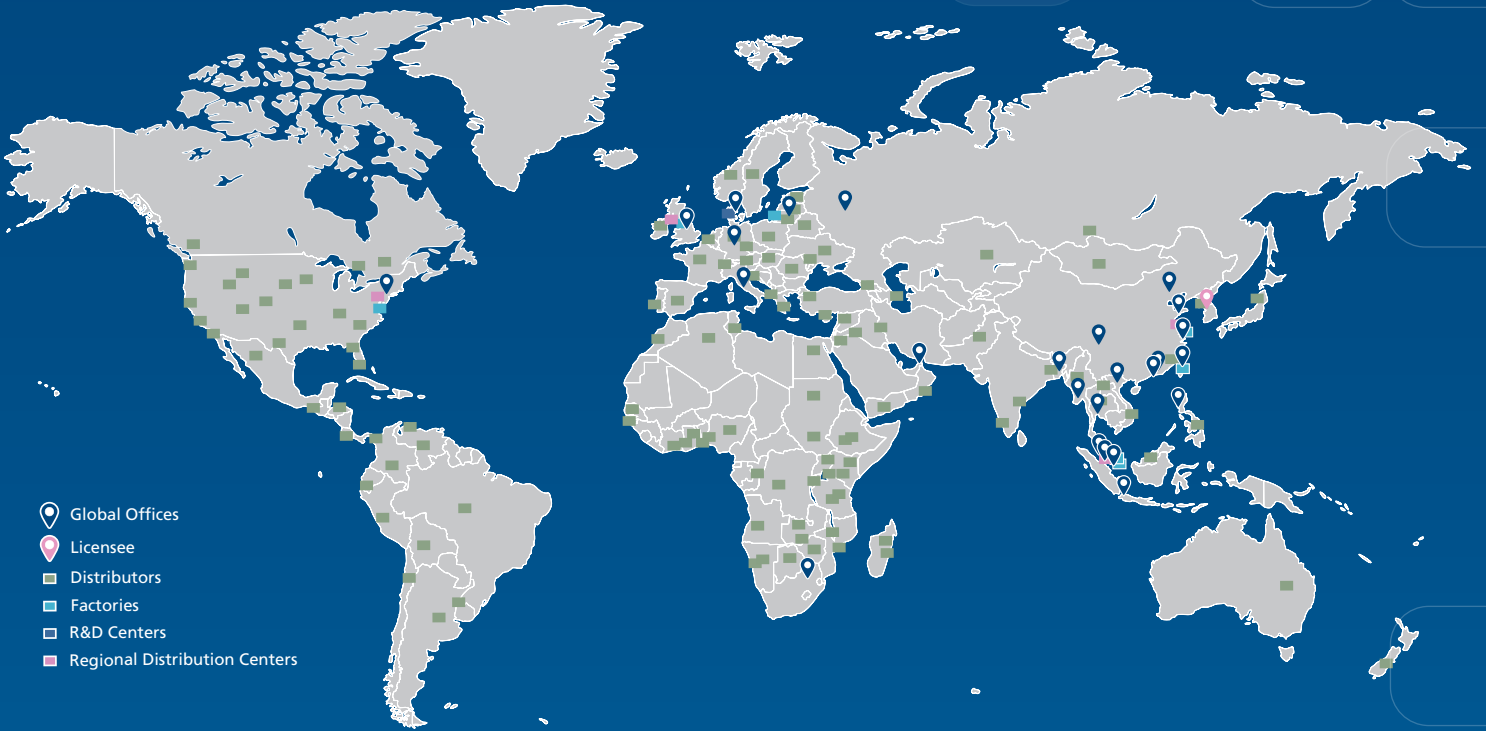 Global Offices
Licensee
Distributors
Factories
R&D Centers
Regional Distribution Centers